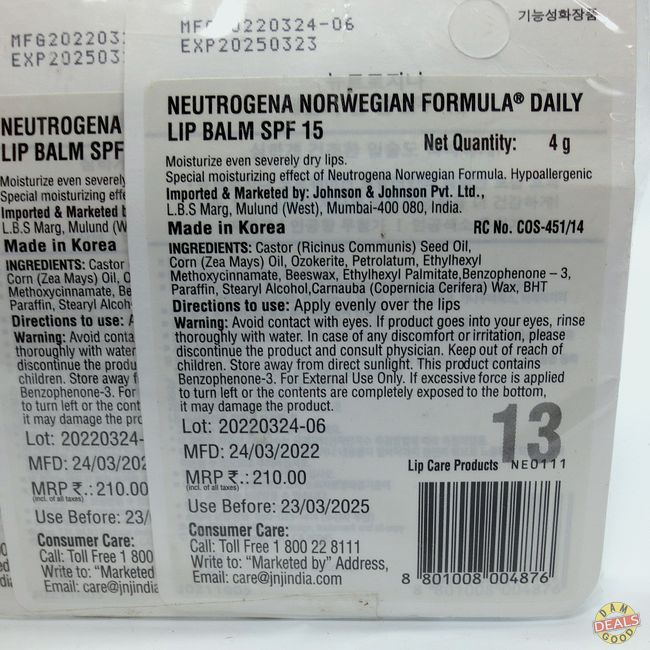 MFG20220324-06
EXP20250323
기능성화장품
NEUTROGENA NORWEGIAN FORMULA® DAILY
LIP BALM SPF 15
Net Quantity: 4 g
Moisturize even severely dry lips.
Special moisturizing effect of Neutrogena Norwegian Formula. Hypoallergenic
Imported & Marketed by: Johnson & Johnson Pvt. Ltd.,
L.B.S Marg, Mulund (West), Mumbai-400 080, India.
Made in Korea RC No. COS-451/14
INGREDIENTS: Castor (Ricinus Communis) Seed Oil,
Corn (Zea Mays) Oil, Ozokerite, Petrolatum, Ethylhexyl
Methoxycinnamate, Beeswax, Ethylhexyl Palmitate,Benzophenone – 3,
Paraffin, Stearyl Alcohol,Carnauba (Copernicia Cerifera) Wax, BHT
Directions to use: Apply evenly over the lips
Warning: Avoid contact with eyes. If product goes into your eyes, rinse
thoroughly with water. In case of any discomfort or irritation, please
discontinue the product and consult physician. Keep out of reach of
children. Store away from direct sunlight. This product contains
Benzophenone-3. For External Use Only. If excessive force is applied
to turn left or the contents are completely exposed to the bottom,
it may damage the product.
Lot: 20220324-06
MFD: 24/03/2022
MRP ₹.:210.00
(incl. of all taxes)
Use Before: 23/03/2025
Consumer Care:
Call: Toll Free 1 800 22 8111
Write to: "Marketed by" Address,
Email: care@jnjindia.com
13
Lip Care Products NE0111
8 801008 004876
MFG202203
EXP202503
NEUTROGENA
LIP BALM SPF
Moisturize even severely
Special moisturizing effe
Imported & Marketed b
L.B.S Marg, Mulund (W
Made in Korea
INGREDIENTS: Castor
Corn (Zea Mays) Oil, O
Methoxycinnamate, Be
Paraffin, Stearyl Alcoh
Directions to use: A
Warning: Avoid conta
thoroughly with water
discontinue the produ
children. Store away f
Benzophenone-3. For
to turn left or the cont
it may damage the pro
Lot: 20220324-
MFD: 24/03/202
MRP ₹.:210.00
(incl. of all taxes)
Use Before: 23/
Consumer Care:
Call: Toll Free 1 800
Write to: "Marketed
Email: care@jnjindia
DAMN
DEALS
GOOD